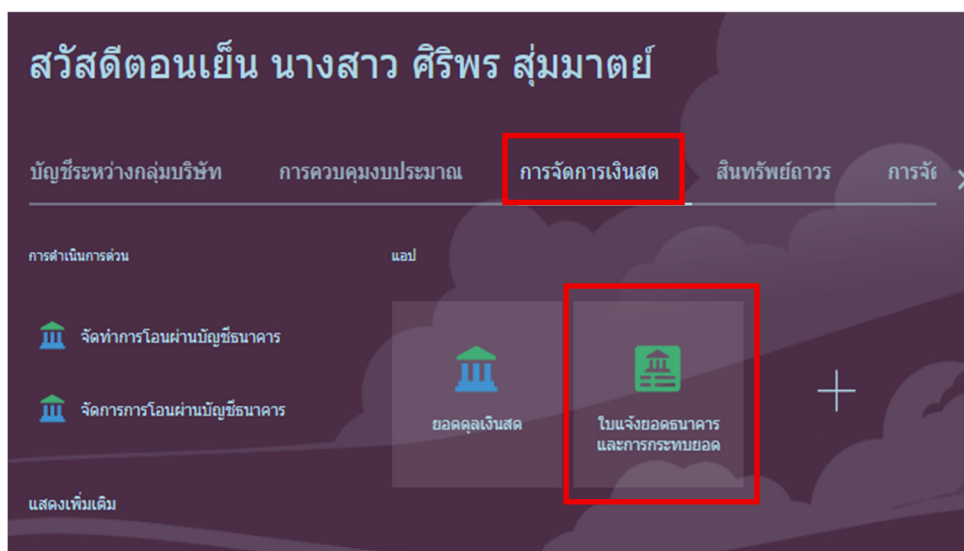 สวัสดีตอนเย็น นางสาว ศิริพร สุ่มมาตย์
บัญชีระหว่างกลุ่มบริษัท การควบคุมงบประมาณ การจัดการเงินสด สินทรัพย์ถาวร
การดำเนินการด่วน แอป
จัดทำการโอนผ่านบัญชีธนาคาร
จัดการการโอนผ่านบัญชีธนาคาร
ยอดดุลเงินสด
ใบแจ้งยอดธนาคาร
และการกระทบยอด
แสดงเพิ่มเติม